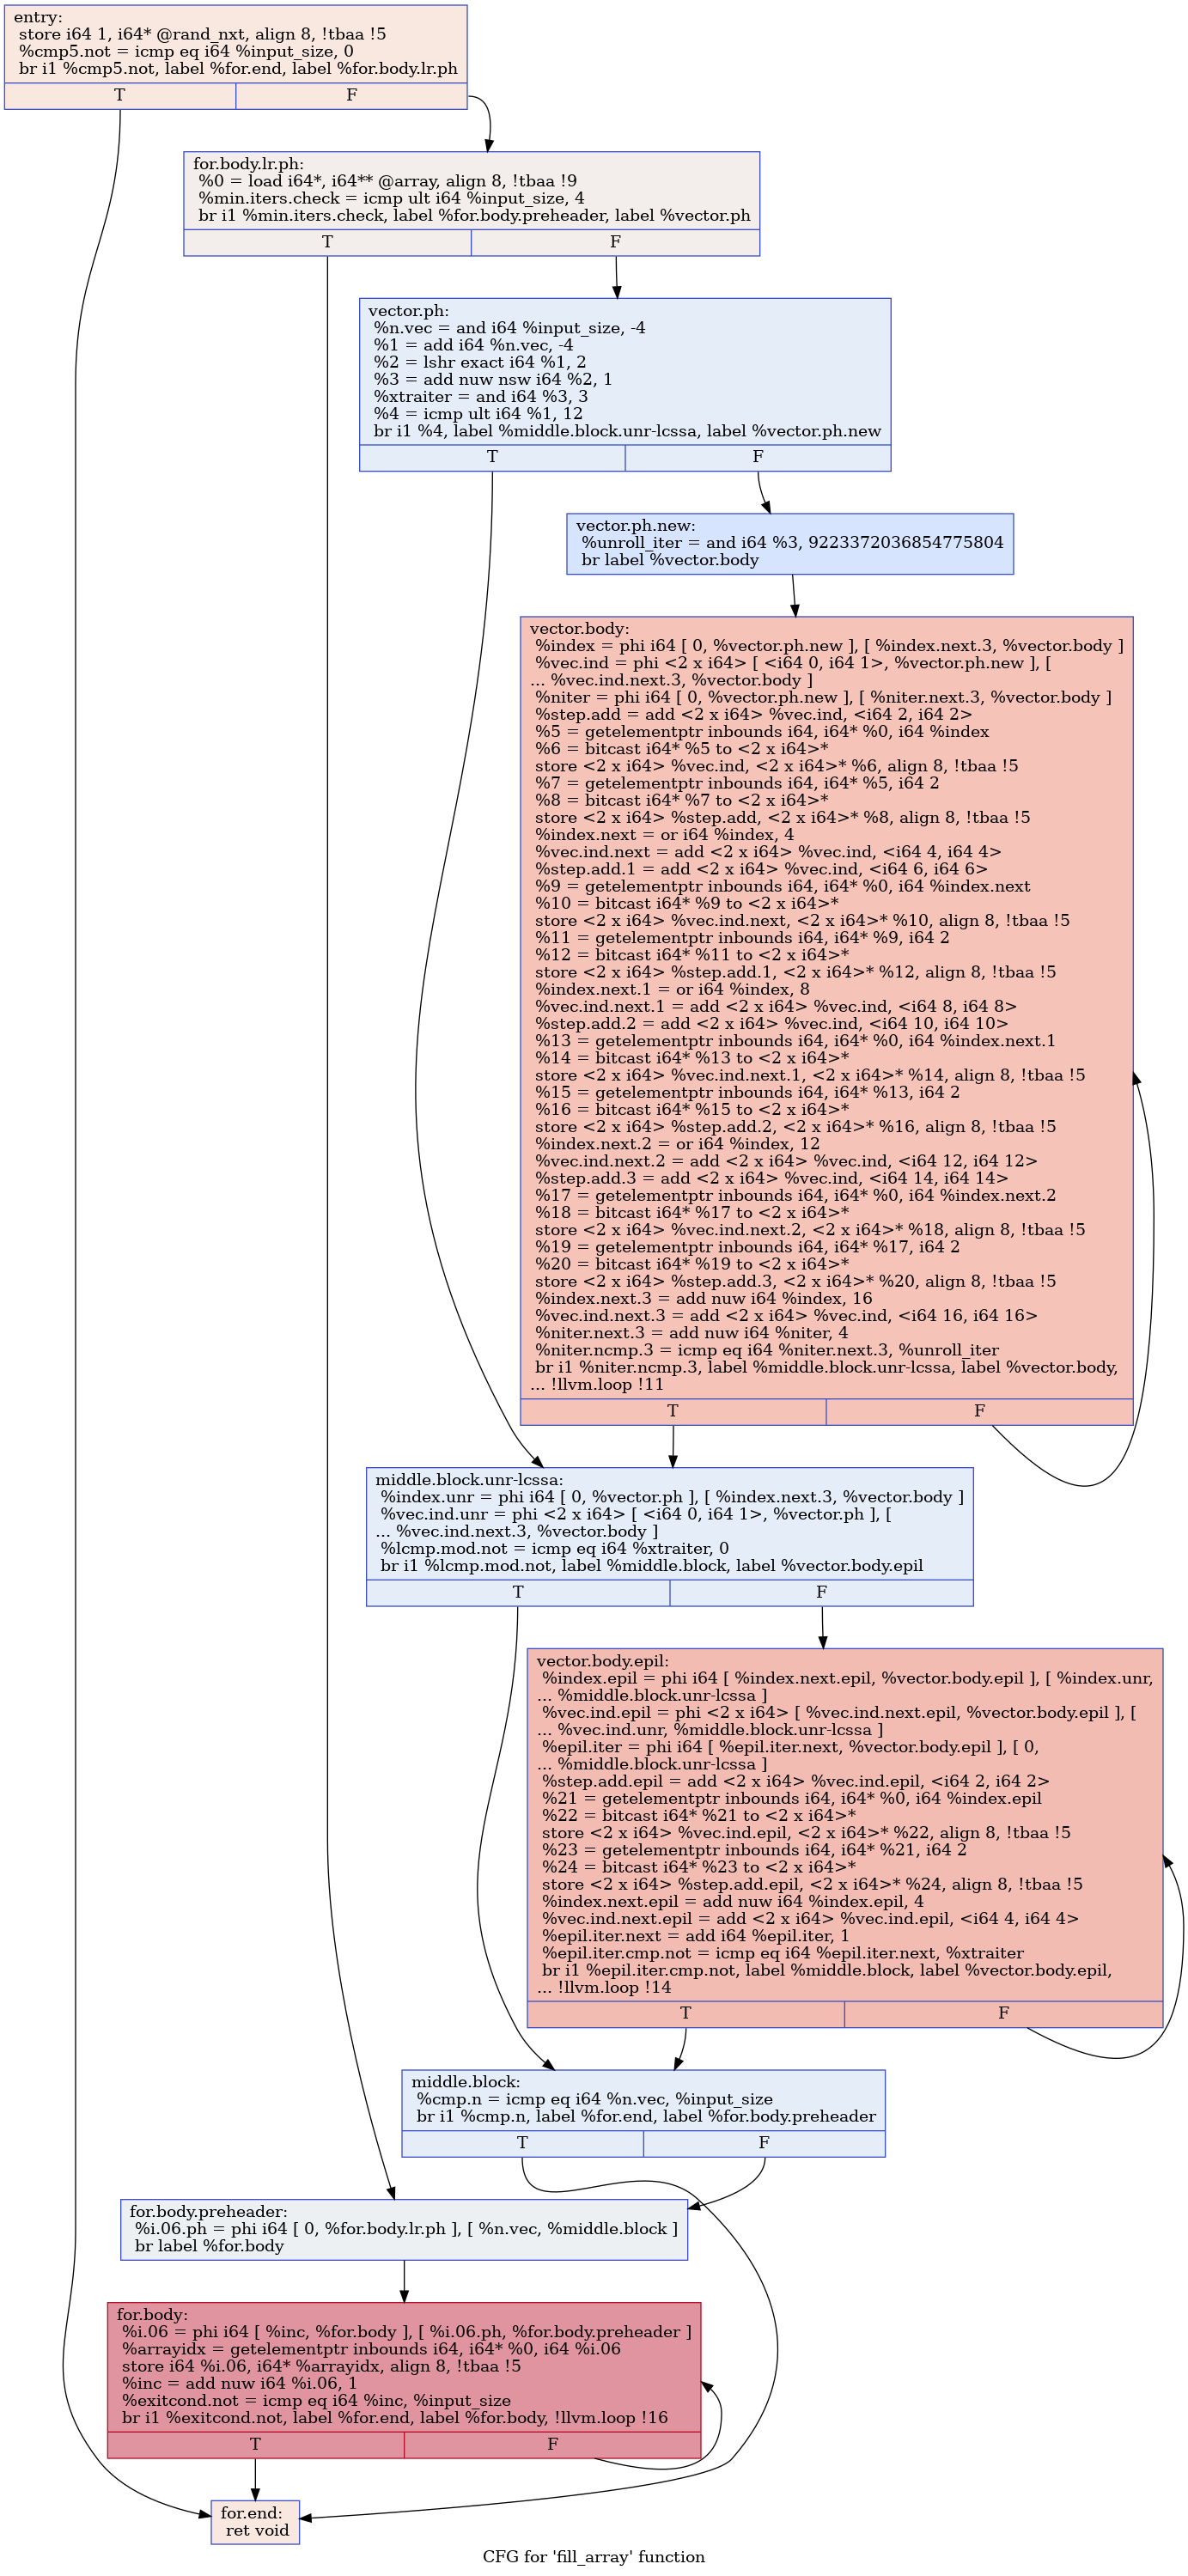 entry:
store i64 1, i64* @rand_nxt, align 8, !tbaa !5
%cmp5.not = icmp eq i64 %input_size, 0
br i1 %cmp5.not, label %for.end, label %for.body.lr.ph
T F
for.body.lr.ph:
%0 = load i64*, i64** @array, align 8, !tbaa !9
%min.iters.check = icmp ult i64 %input_size, 4
br i1 %min.iters.check, label %for.body.preheader, label %vector.ph
T F
vector.ph:
%n.vec = and i64 %input_size, -4
%1 = add i64 %n.vec, -4
%2 = lshr exact i64 %1, 2
%3 = add nuw nsw i64 %2, 1
%xtraiter = and i64 %3, 3
%4 = icmp ult i64 %1, 12
br i1 %4, label %middle.block.unr-lcssa, label %vector.ph.new
T F
vector.ph.new:
%unroll_iter = and i64 %3, 9223372036854775804
br label %vector.body
vector.body:
%index = phi i64 [ 0, %vector.ph.new ], [ %index.next.3, %vector.body ]
%vec.ind = phi <2 x i64> [ <i64 0, i64 1>, %vector.ph.new ], [
... %vec.ind.next.3, %vector.body ]
%niter = phi i64 [ 0, %vector.ph.new ], [ %niter.next.3, %vector.body ]
%step.add = add <2 x i64> %vec.ind, <i64 2, i64 2>
%5 = getelementptr inbounds i64, i64* %0, i64 %index
%6 = bitcast i64* %5 to <2 x i64>*
store <2 x i64> %vec.ind, <2 x i64>* %6, align 8, !tbaa !5
%7 = getelementptr inbounds i64, i64* %5, i64 2
%8 = bitcast i64* %7 to <2 x i64>*
store <2 x i64> %step.add, <2 x i64>* %8, align 8, !tbaa !5
%index.next = or i64 %index, 4
%vec.ind.next = add <2 x i64> %vec.ind, <i64 4, i64 4>
%step.add.1 = add <2 x i64> %vec.ind, <i64 6, i64 6>
%9 = getelementptr inbounds i64, i64* %0, i64 %index.next
%10 = bitcast i64* %9 to <2 x i64>*
store <2 x i64> %vec.ind.next, <2 x i64>* %10, align 8, !tbaa !5
%11 = getelementptr inbounds i64, i64* %9, i64 2
%12 = bitcast i64* %11 to <2 x i64>*
store <2 x i64> %step.add.1, <2 x i64>* %12, align 8, !tbaa !5
%index.next.1 = or i64 %index, 8
%vec.ind.next.1 = add <2 x i64> %vec.ind, <i64 8, i64 8>
%step.add.2 = add <2 x i64> %vec.ind, <i64 10, i64 10>
%13 = getelementptr inbounds i64, i64* %0, i64 %index.next.1
%14 = bitcast i64* %13 to <2 x i64>*
store <2 x i64> %vec.ind.next.1, <2 x i64>* %14, align 8, !tbaa !5
%15 = getelementptr inbounds i64, i64* %13, i64 2
%16 = bitcast i64* %15 to <2 x i64>*
store <2 x i64> %step.add.2, <2 x i64>* %16, align 8, !tbaa !5
%index.next.2 = or i64 %index, 12
%vec.ind.next.2 = add <2 x i64> %vec.ind, <i64 12, i64 12>
%step.add.3 = add <2 x i64> %vec.ind, <i64 14, i64 14>
%17 = getelementptr inbounds i64, i64* %0, i64 %index.next.2
%18 = bitcast i64* %17 to <2 x i64>*
store <2 x i64> %vec.ind.next.2, <2 x i64>* %18, align 8, !tbaa !5
%19 = getelementptr inbounds i64, i64* %17, i64 2
%20 = bitcast i64* %19 to <2 x i64>*
store <2 x i64> %step.add.3, <2 x i64>* %20, align 8, !tbaa !5
%index.next.3 = add nuw i64 %index, 16
%vec.ind.next.3 = add <2 x i64> %vec.ind, <i64 16, i64 16>
%niter.next.3 = add nuw i64 %niter, 4
%niter.ncmp.3 = icmp eq i64 %niter.next.3, %unroll_iter
br i1 %niter.ncmp.3, label %middle.block.unr-lcssa, label %vector.body,
... !llvm.loop !11
T F
middle.block.unr-lcssa:
%index.unr = phi i64 [ 0, %vector.ph ], [ %index.next.3, %vector.body ]
%vec.ind.unr = phi <2 x i64> [ <i64 0, i64 1>, %vector.ph ], [
... %vec.ind.next.3, %vector.body ]
%lcmp.mod.not = icmp eq i64 %xtraiter, 0
br i1 %lcmp.mod.not, label %middle.block, label %vector.body.epil
T F
vector.body.epil:
%index.epil = phi i64 [ %index.next.epil, %vector.body.epil ], [ %index.unr,
... %middle.block.unr-lcssa ]
%vec.ind.epil = phi <2 x i64> [ %vec.ind.next.epil, %vector.body.epil ], [
... %vec.ind.unr, %middle.block.unr-lcssa ]
%epil.iter = phi i64 [ %epil.iter.next, %vector.body.epil ], [ 0,
... %middle.block.unr-lcssa ]
%step.add.epil = add <2 x i64> %vec.ind.epil, <i64 2, i64 2>
%21 = getelementptr inbounds i64, i64* %0, i64 %index.epil
%22 = bitcast i64* %21 to <2 x i64>*
store <2 x i64> %vec.ind.epil, <2 x i64>* %22, align 8, !tbaa !5
%23 = getelementptr inbounds i64, i64* %21, i64 2
%24 = bitcast i64* %23 to <2 x i64>*
store <2 x i64> %step.add.epil, <2 x i64>* %24, align 8, !tbaa !5
%index.next.epil = add nuw i64 %index.epil, 4
%vec.ind.next.epil = add <2 x i64> %vec.ind.epil, <i64 4, i64 4>
%epil.iter.next = add i64 %epil.iter, 1
%epil.iter.cmp.not = icmp eq i64 %epil.iter.next, %xtraiter
br i1 %epil.iter.cmp.not, label %middle.block, label %vector.body.epil,
... !llvm.loop !14
T F
middle.block:
%cmp.n = icmp eq i64 %n.vec, %input_size
br i1 %cmp.n, label %for.end, label %for.body.preheader
T F
for.body.preheader:
%i.06.ph = phi i64 [ 0, %for.body.lr.ph ], [ %n.vec, %middle.block ]
br label %for.body
for.body:
%i.06 = phi i64 [ %inc, %for.body ], [ %i.06.ph, %for.body.preheader ]
%arrayidx = getelementptr inbounds i64, i64* %0, i64 %i.06
store i64 %i.06, i64* %arrayidx, align 8, !tbaa !5
%inc = add nuw i64 %i.06, 1
%exitcond.not = icmp eq i64 %inc, %input_size
br i1 %exitcond.not, label %for.end, label %for.body, !llvm.loop !16
T F
for.end:
ret void
CFG for 'fill_array' function